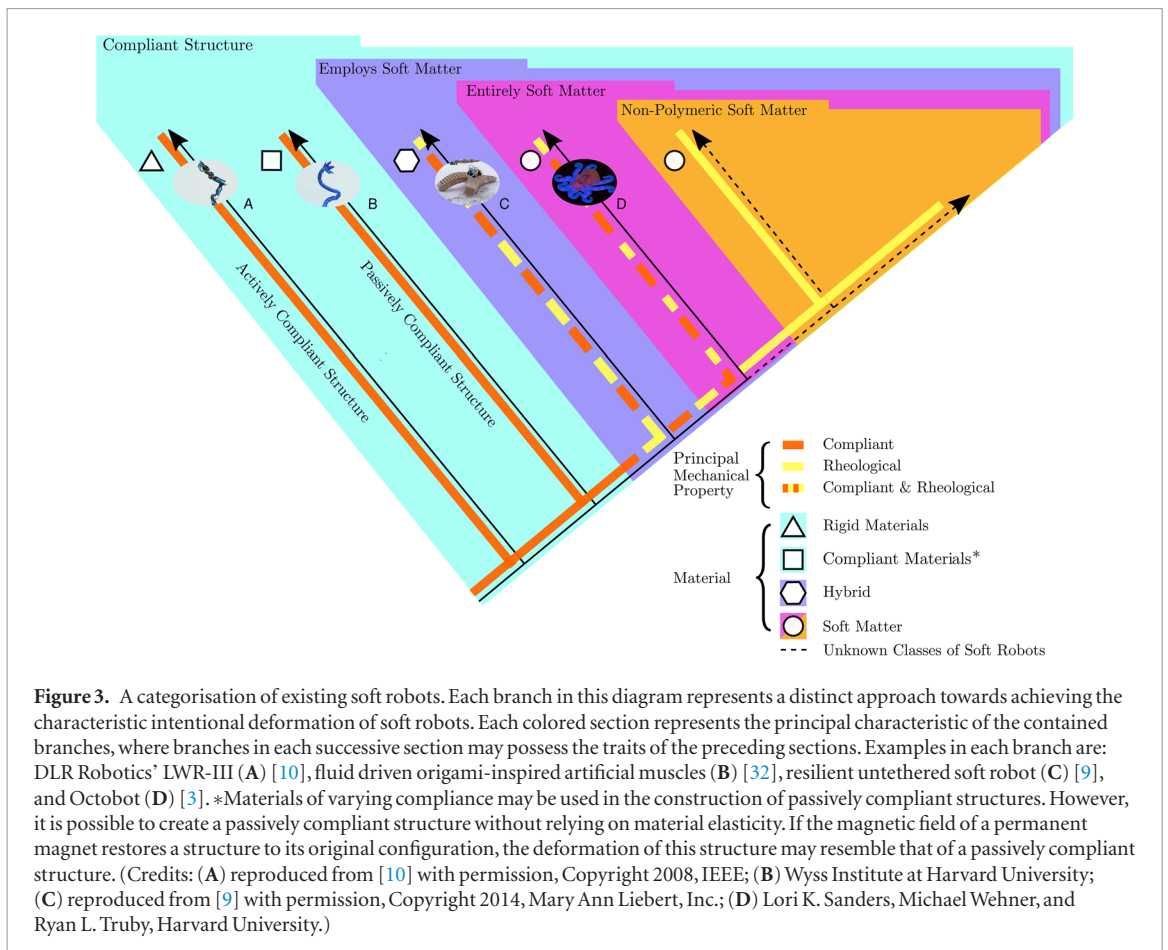 Compliant Structure
Employs Soft Matter
Entirely Soft Matter
Non-Polymeric Soft Matter
A
B
C
D
Actively Compliant Structure
Passively Compliant Structure
Principal
Mechanical
Property
Compliant
Rheological
Compliant & Rheological
Material
Rigid Materials
Compliant Materials*
Hybrid
Soft Matter
Unknown Classes of Soft Robots
Figure 3. A categorisation of existing soft robots. Each branch in this diagram represents a distinct approach towards achieving the
characteristic intentional deformation of soft robots. Each colored section represents the principal characteristic of the contained
branches, where branches in each successive section may possess the traits of the preceding sections. Examples in each branch are:
DLR Robotics' LWR-III (A) [10], fluid driven origami-inspired artificial muscles (B) [32], resilient untethered soft robot (C) [9],
and Octobot (D) [3]. *Materials of varying compliance may be used in the construction of passively compliant structures. However,
it is possible to create a passively compliant structure without relying on material elasticity. If the magnetic field of a permanent
magnet restores a structure to its original configuration, the deformation of this structure may resemble that of a passively compliant
structure. (Credits: (A) reproduced from [10] with permission, Copyright 2008, IEEE; (B) Wyss Institute at Harvard University;
(C) reproduced from [9] with permission, Copyright 2014, Mary Ann Liebert, Inc.; (D) Lori K. Sanders, Michael Wehner, and
Ryan L. Truby, Harvard University.)